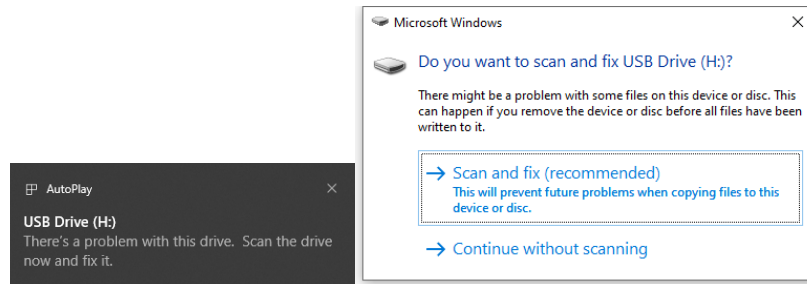 AutoPlay
USB Drive (H:)
There's a problem with this drive. Scan the drive
now and fix it.
Microsoft Windows
Do you want to scan and fix USB Drive (H:)?
There might be a problem with some files on this device or disc. This
can happen if you remove the device or disc before all files have been
written to it.
Scan and fix (recommended)
This will prevent future problems when copying files to this
device or disc.
Continue without scanning